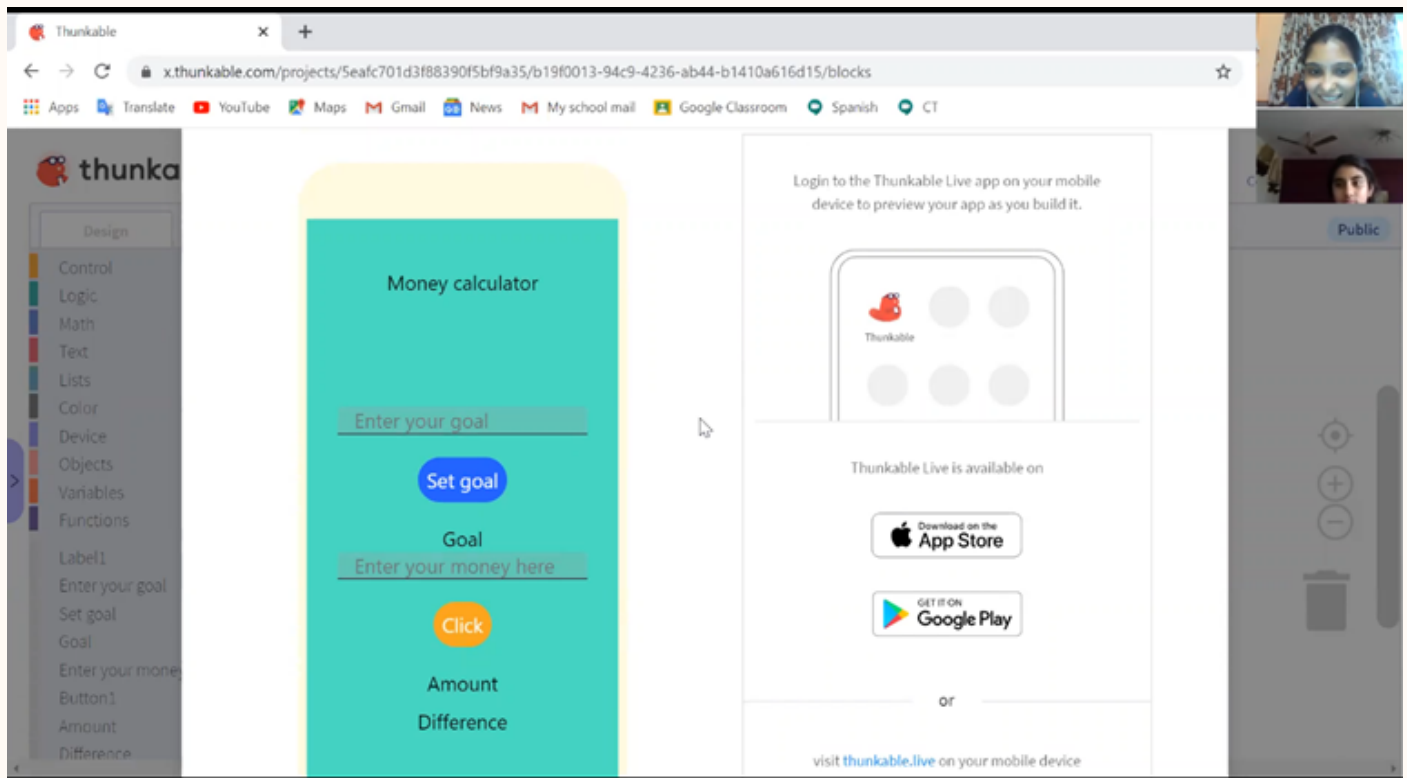 Thunkable
x.thunkable.com/projects/5eafc701d3f88390f5bf9a35/b19f0013-94c9-4236-ab44-b1410a616d15/blocks
Apps Translate YouTube Maps Gmail News My school mail Google Classroom Spanish CT
thunka
Public
Design
Control
Logic
Math
Text
Lists
Color
Device
Objects
Variables
Functions
Label1
Enter your goal
Set goal
Goal
Enter your money
Button1
Amount
Difference
Money calculator
Enter your goal
Set goal
Goal
Enter your money here
Click
Amount
Difference
Login to the Thunkable Live app on your mobile
device to preview your app as you build it.
Thunkable
Thunkable Live is available on
Download on the
App Store
GET IT ON
Google Play
or
visit thunkable.live on your mobile device